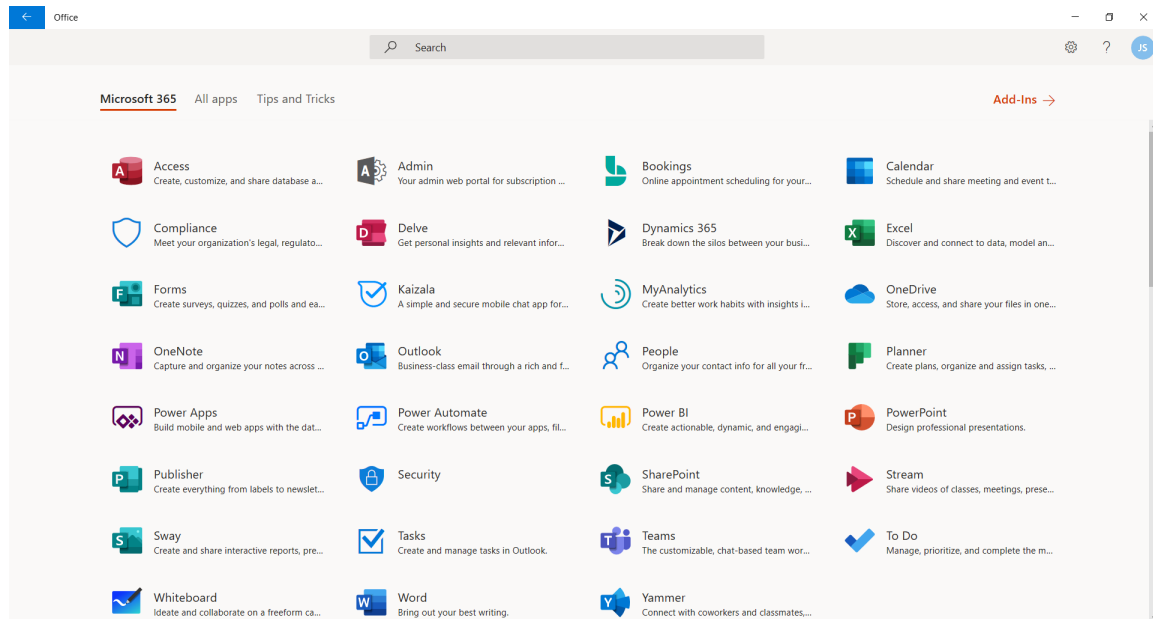 Office
Search
JS
Microsoft 365 All apps Tips and Tricks Add-Ins
Access
Create, customize, and share database a...
Admin
Your admin web portal for subscription ...
Bookings
Online appointment scheduling for your...
Calendar
Schedule and share meeting and event t...
Compliance
Meet your organization's legal, regulato...
Delve
Get personal insights and relevant infor...
Dynamics 365
Break down the silos between your busi...
Excel
Discover and connect to data, model an...
Forms
Create surveys, quizzes, and polls and ea...
Kaizala
A simple and secure mobile chat app for...
MyAnalytics
Create better work habits with insights i...
OneDrive
Store, access, and share your files in one...
OneNote
Capture and organize your notes across ...
Outlook
Business-class email through a rich and f...
People
Organize your contact info for all your fr...
Planner
Create plans, organize and assign tasks, ...
Power Apps
Build mobile and web apps with the dat...
Power Automate
Create workflows between your apps, fil...
Power BI
Create actionable, dynamic, and engagi...
PowerPoint
Design professional presentations.
Publisher
Create everything from labels to newslet...
Security
SharePoint
Share and manage content, knowledge, ...
Stream
Share videos of classes, meetings, prese...
Sway
Create and share interactive reports, pre...
Tasks
Create and manage tasks in Outlook.
Teams
The customizable, chat-based team wor...
To Do
Manage, prioritize, and complete the m...
Whiteboard
Ideate and collaborate on a freeform ca...
Word
Bring out your best writing.
Yammer
Connect with coworkers and classmates,...